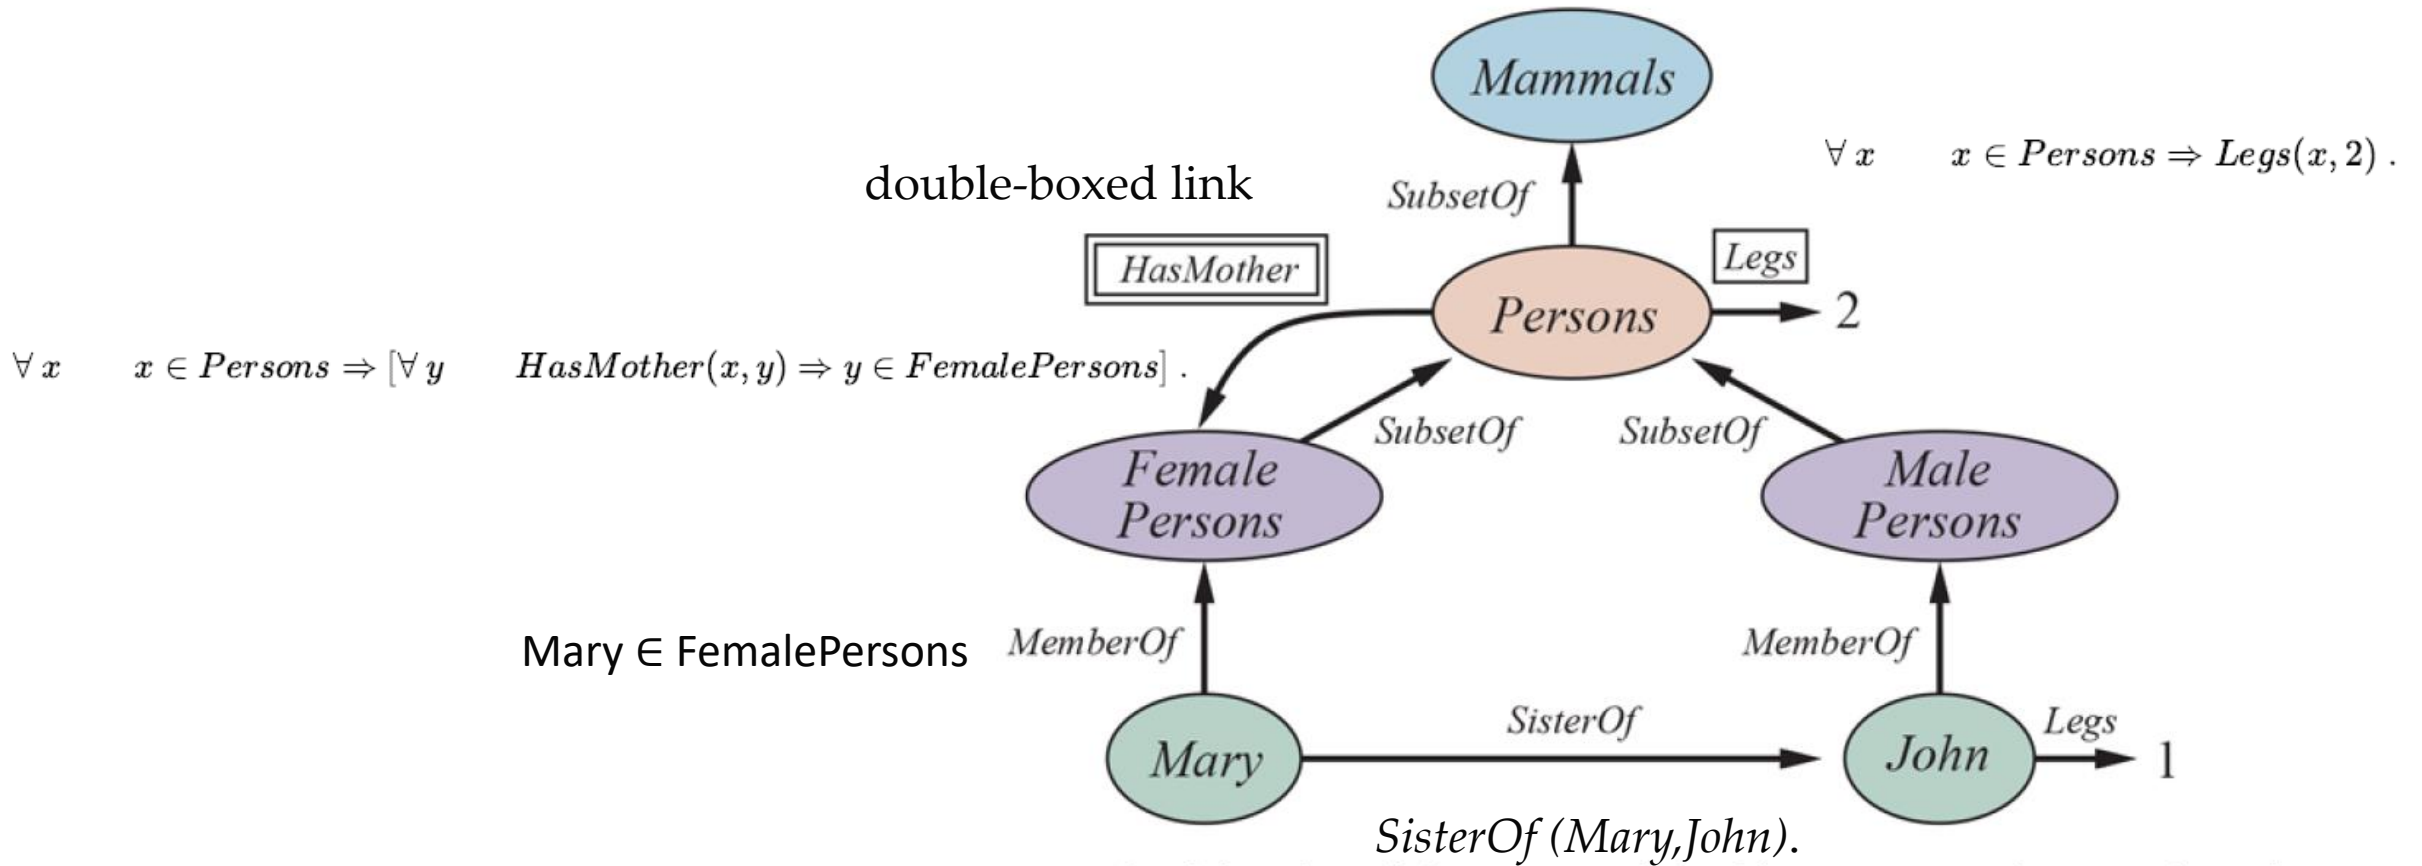 Mammals
∀ x x ∈ Persons ⇒ Legs(x, 2) .
double-boxed link
SubsetOf
HasMother
Legs
Persons
2
∀ x x ∈ Persons ⇒ [∀ y HasMother(x, y) ⇒ y ∈ FemalePersons] .
SubsetOf
SubsetOf
Female
Persons
Male
Persons
Mary ∈ FemalePersons
MemberOf
MemberOf
SisterOf
Legs
Mary
John
1
SisterOf (Mary,John).